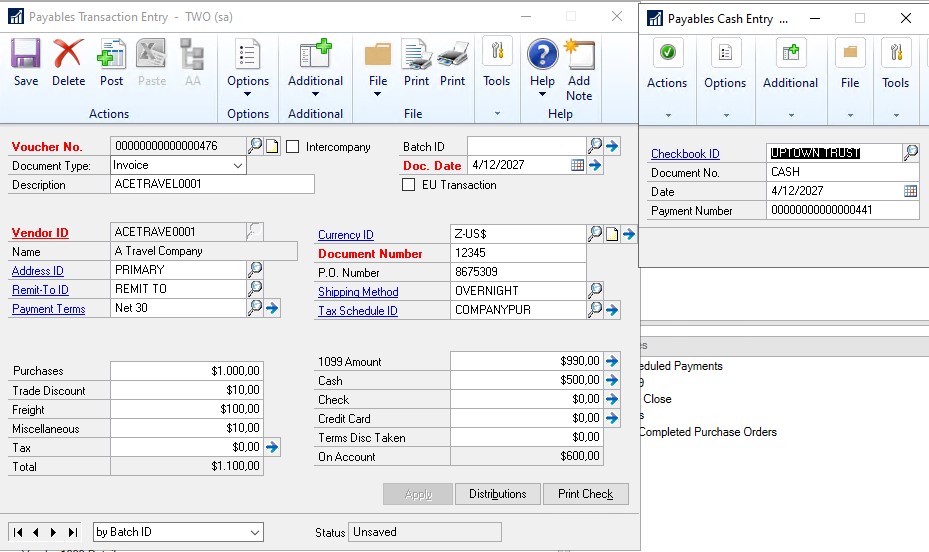 Payables Transaction Entry - TWO (sa)
Save Delete Post Paste AA Options Additional File Print Print Tools Help Add Note
Actions Options Additional File Help
Voucher No. 00000000000000476 Intercompany Batch ID
Document Type: Invoice Doc. Date 4/12/2027
Description ACETRAVEL0001 EU Transaction
Vendor ID ACETRAVE0001 Currency ID Z-US$
Name A Travel Company Document Number 12345
Address ID PRIMARY P.O. Number 8675309
Remit-To ID REMIT TO Shipping Method OVERNIGHT
Payment Terms Net 30 Tax Schedule ID COMPANYPUR
Purchases $1.000,00 1099 Amount $990,00
Trade Discount $10,00 Cash $500,00
Freight $100,00 Check $0,00
Miscellaneous $10,00 Credit Card $0,00
Tax $0,00 Terms Disc Taken $0,00
Total $1.100,00 On Account $600,00
Apply Distributions Print Check
by Batch ID Status Unsaved
Payables Cash Entry ...
Actions Options Additional File Tools
Checkbook ID UPTOWN TRUST
Document No. CASH
Date 4/12/2027
Payment Number 00000000000000441
es
eduled Payments
9
Close
s
Completed Purchase Orders